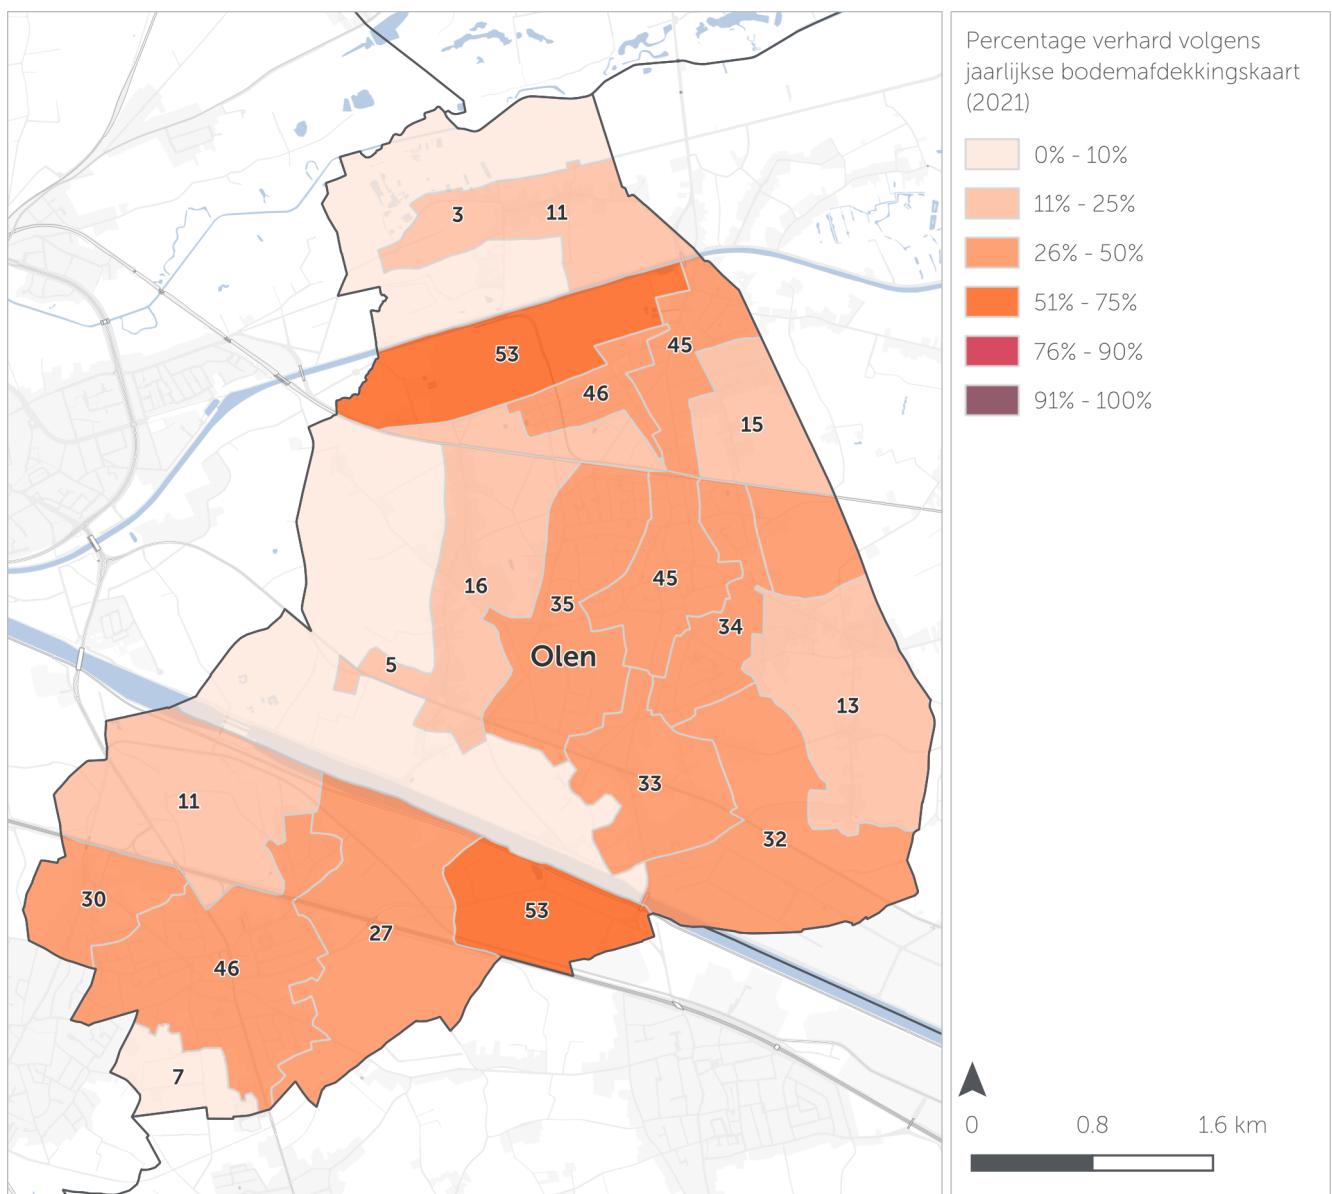 Percentage verhard volgens
jaarlijkse bodemafdekkingskaart
(2021)
0% - 10%
11% - 25%
26% - 50%
51% - 75%
76% - 90%
91% - 100%
3
11
53
45
46
15
16
35
45
34
Olen
5
13
33
11
32
30
53
27
46
7
0 0.8 1.6 km